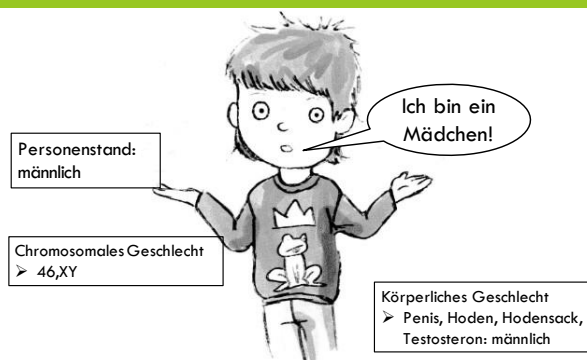 Ich bin ein
Mädchen!
Personenstand:
männlich
Chromosomales Geschlecht
➢ 46,XY
Körperliches Geschlecht
➢ Penis, Hoden, Hodensack,
Testosteron: männlich